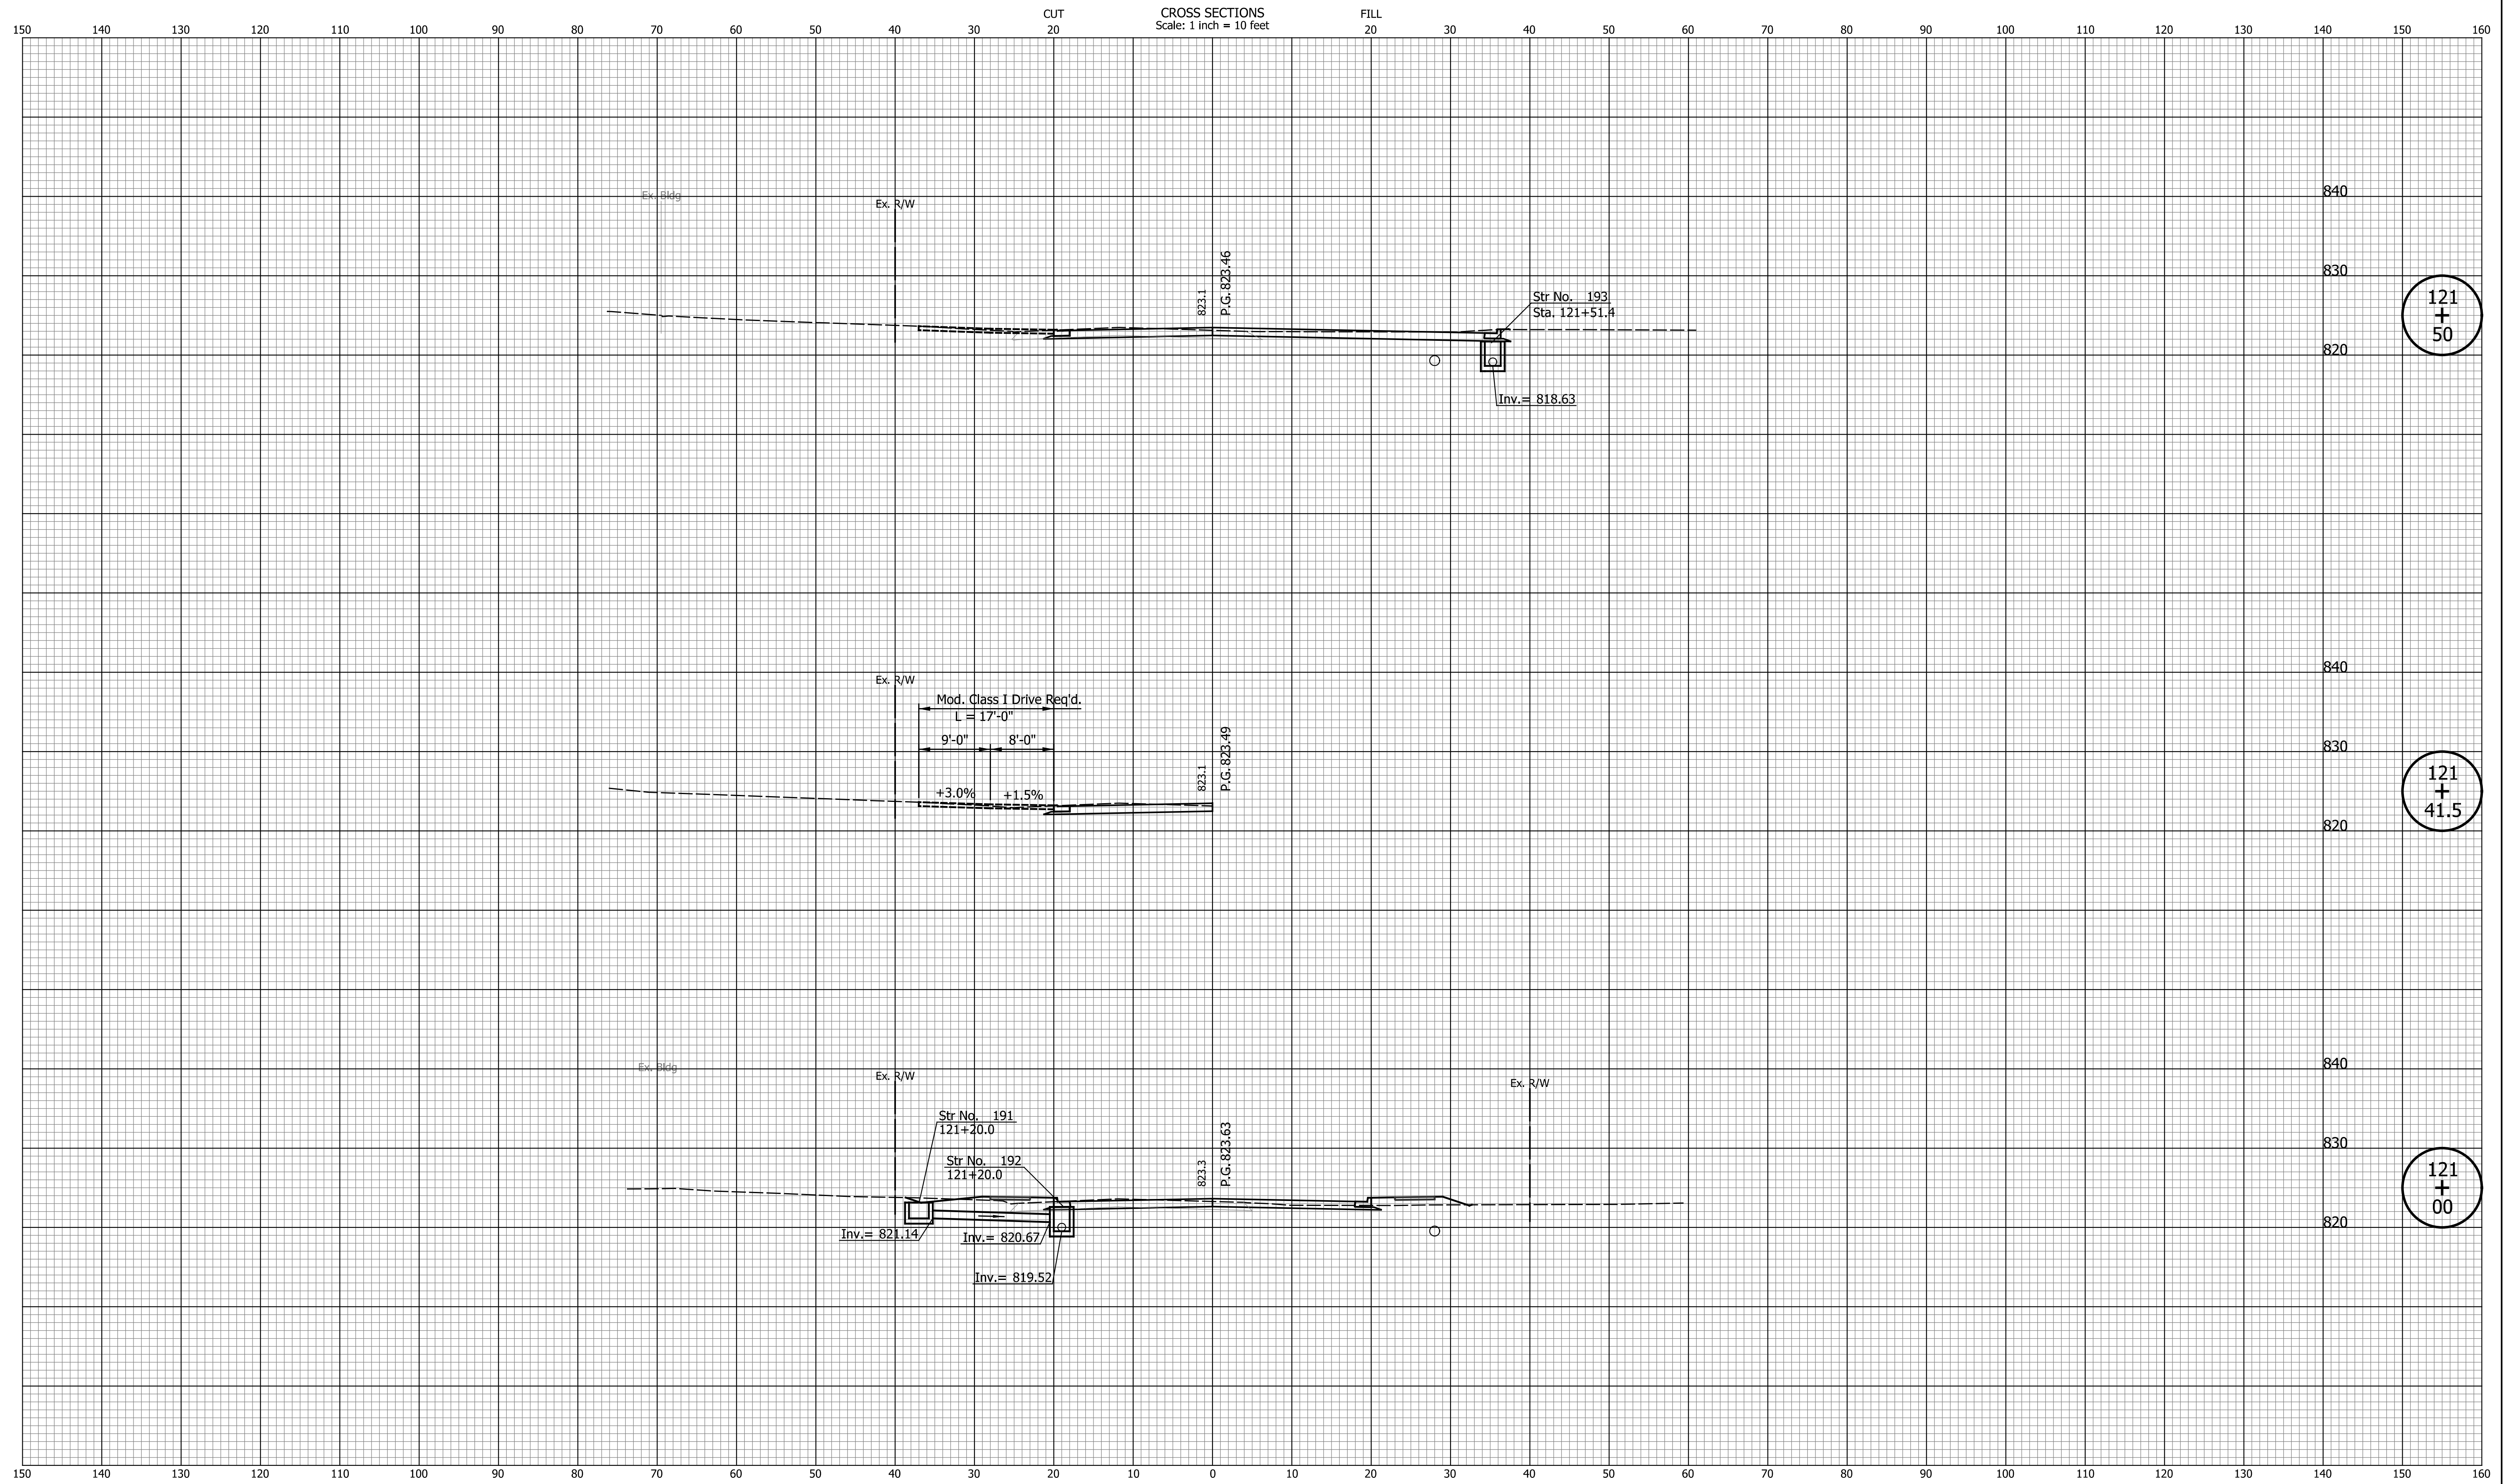 CUT CROSS SECTIONS FILL
Scale: 1 inch = 10 feet
150 140 130 120 110 100 90 80 70 60 50 40 30 20 10 0 20 30 40 50 60 70 80 90 100 110 120 130 140 150 160
Ex. Bldg
Ex. R/W
840
830
820
823.1
P.G. 823.46
Str No. 193
Sta. 121+51.4
Inv.= 818.63
121
+
50
Ex. R/W
840
830
820
Mod. Class I Drive Req'd.
L = 17'-0"
9'-0" 8'-0"
+3.0% +1.5%
823.1
P.G. 823.49
121
+
41.5
Ex. Bldg
Ex. R/W
Ex. R/W
840
830
820
Str No. 191
121+20.0
Str No. 192
121+20.0
823.3
P.G. 823.63
Inv.= 821.14
Inv.= 820.67
Inv.= 819.52
121
+
00
150 140 130 120 110 100 90 80 70 60 50 40 30 20 10 0 10 20 30 40 50 60 70 80 90 100 110 120 130 140 150 160